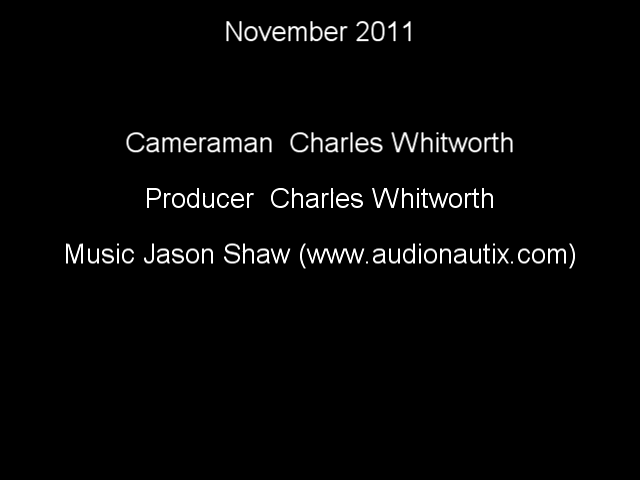 November 2011
Cameraman  Charles Whitworth
Producer  Charles Whitworth
Music Jason Shaw (www.audionautix.com)